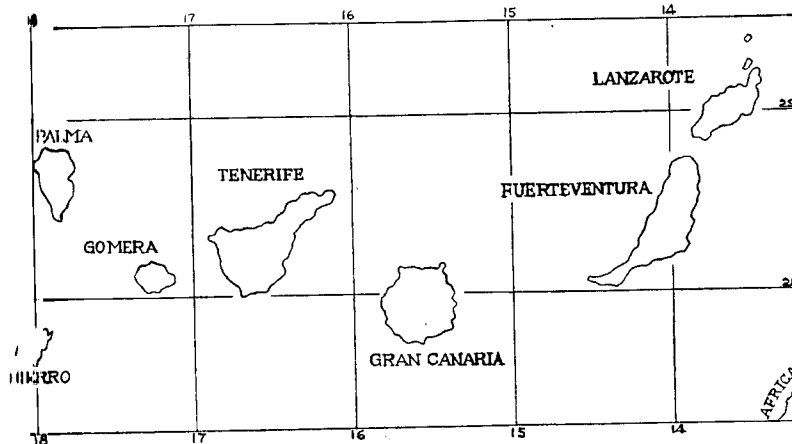 17 16 15 14
LANZAROTE
PALMA
TENERIFE
FUERTEVENTURA
GOMERA
GRAN CANARIA
HIERRO
AFRICA
18 17 16 15 14